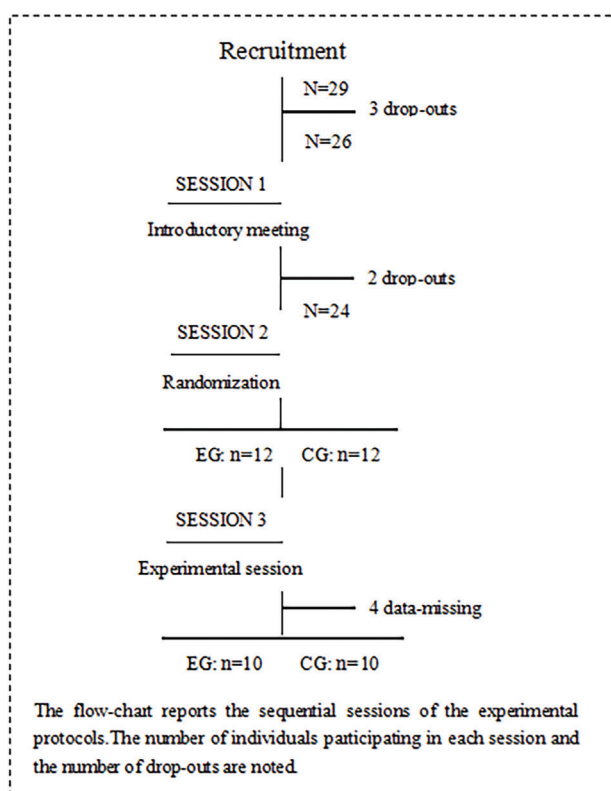 Recruitment
N=29
3 drop-outs
N=26
SESSION 1
Introductory meeting
2 drop-outs
N=24
SESSION 2
Randomization
EG: n=12 CG: n=12
SESSION 3
Experimental session
4 data-missing
EG: n=10 CG: n=10
The flow-chart reports the sequential sessions of the experimental
protocols.The number of individuals participating in each session and
the number of drop-outs are noted.